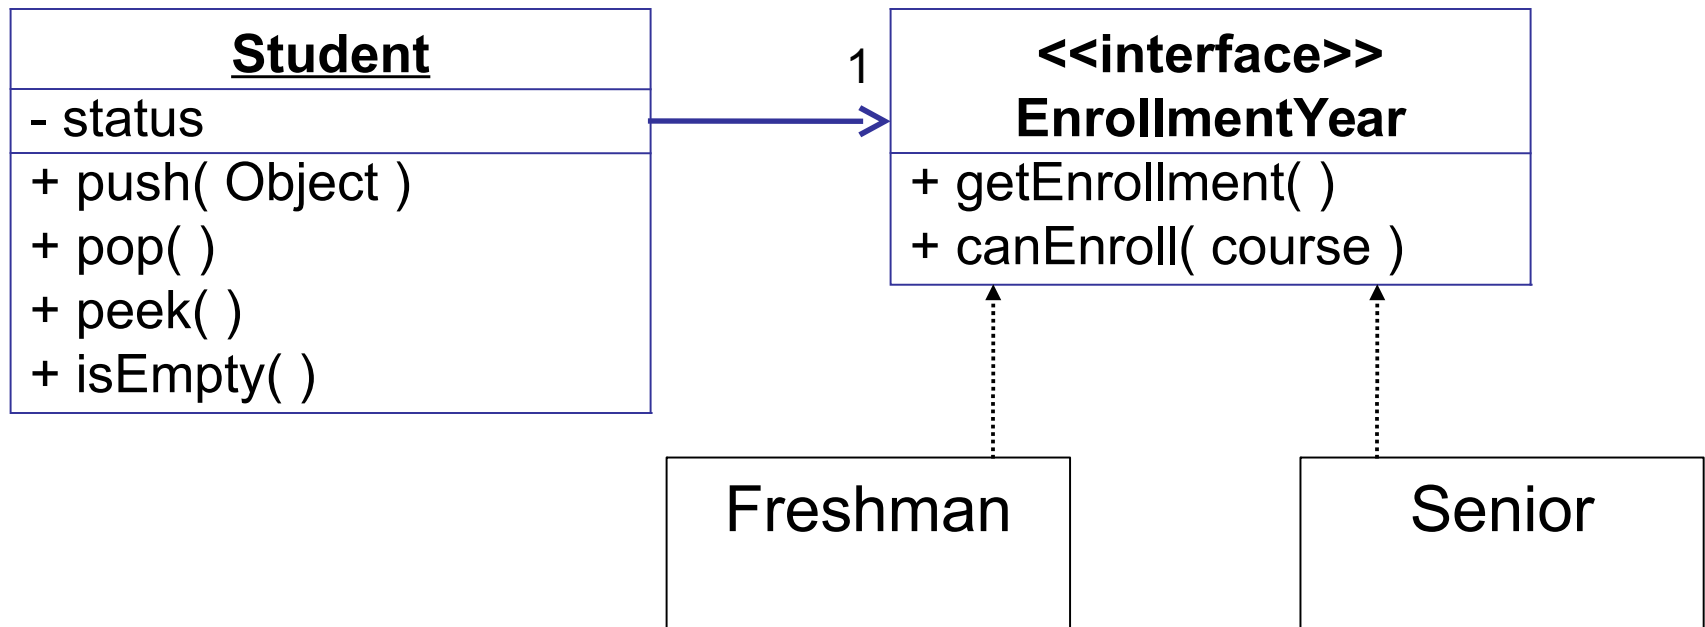 Student
- status
+ push( Object )
+ pop( )
+ peek( )
+ isEmpty( )
1
<<interface>>
EnrollmentYear
+ getEnrollment( )
+ canEnroll( course )
Freshman
Senior